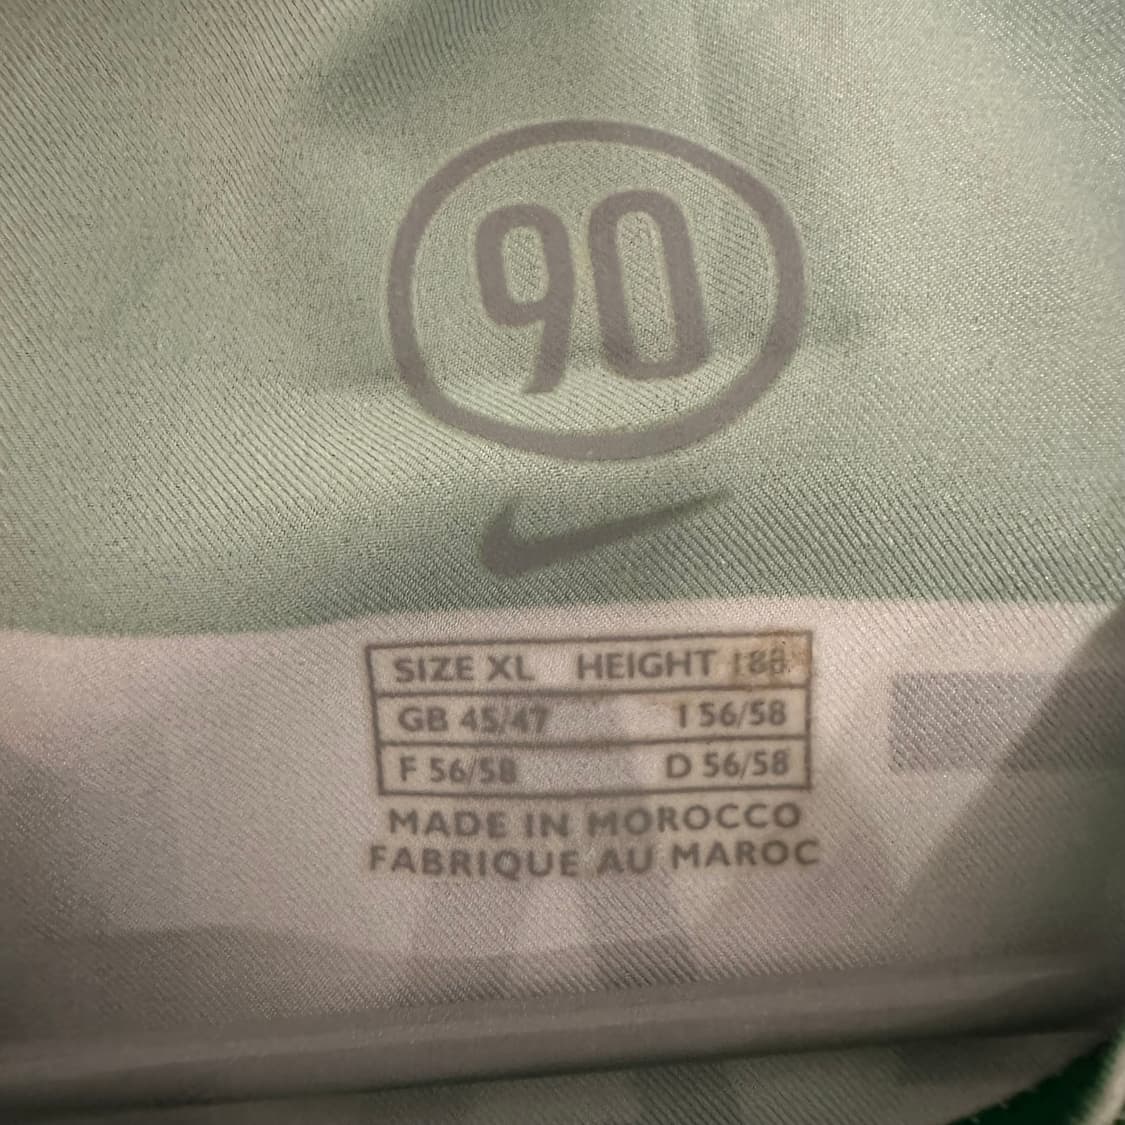 90
SIZE XL HEIGHT 188
GB 45/47 I 56/58
F 56/58 D 56/58
MADE IN MOROCCO
FABRIQUE AU MAROC